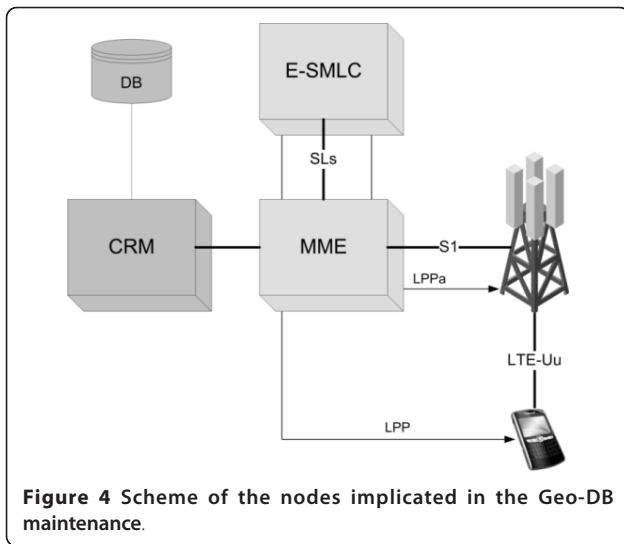 DB
E-SMLC
SLs
CRM
MME
S1
LPPa
LTE-Uu
LPP
Figure 4 Scheme of the nodes implicated in the Geo-DB
maintenance.